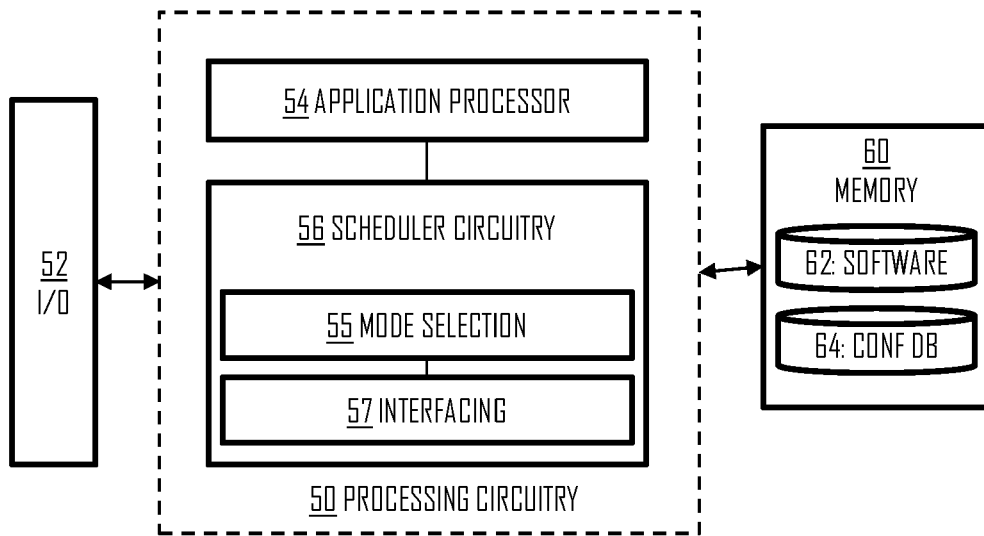 52
I/O
54 APPLICATION PROCESSOR
56 SCHEDULER CIRCUITRY
55 MODE SELECTION
57 INTERFACING
50 PROCESSING CIRCUITRY
60
MEMORY
62: SOFTWARE
64: CONF DB